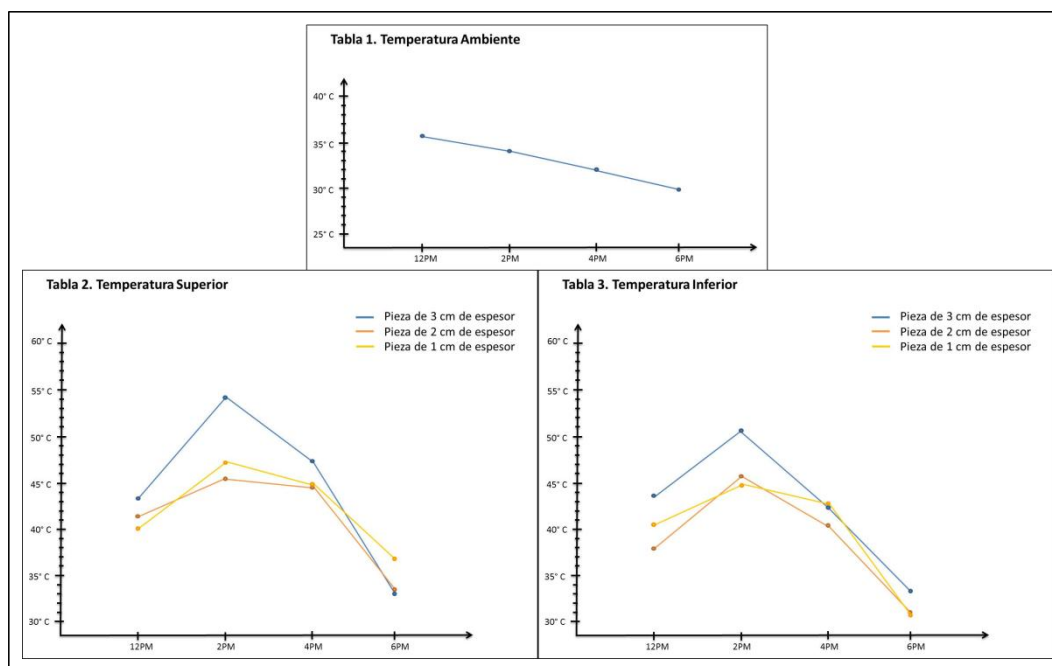 Tabla 1. Temperatura Ambiente
40° C
35° C
30° C
25° C
12PM 2PM 4PM 6PM
Tabla 2. Temperatura Superior
Pieza de 3 cm de espesor
Pieza de 2 cm de espesor
Pieza de 1 cm de espesor
60° C
55° C
50° C
45° C
40° C
35° C
30° C
12PM 2PM 4PM 6PM
Tabla 3. Temperatura Inferior
Pieza de 3 cm de espesor
Pieza de 2 cm de espesor
Pieza de 1 cm de espesor
60° C
55° C
50° C
45° C
40° C
35° C
30° C
12PM 2PM 4PM 6PM